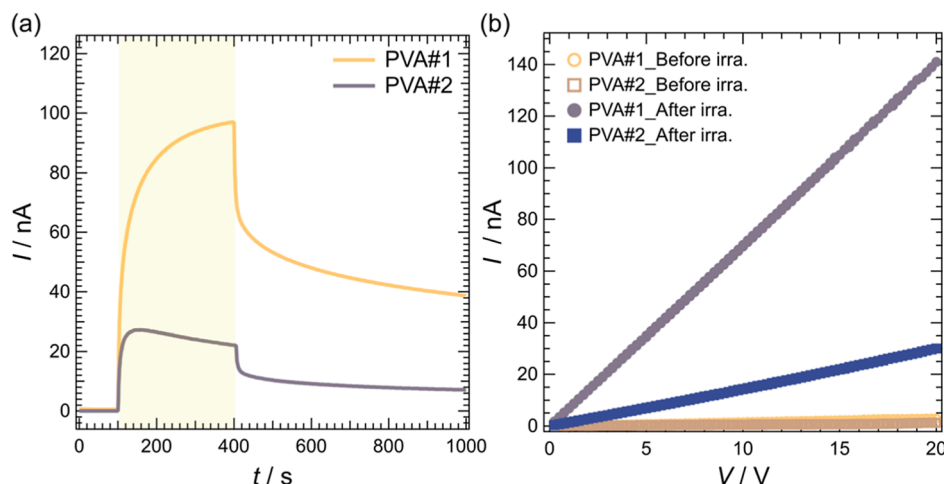 (a)
120
100
80
60
40
20
0
I / nA
0
200
400
600
800
1000
t / s
PVA#1
PVA#2
(b)
140
120
100
80
60
40
20
0
I / nA
0
5
10
15
20
V / V
PVA#1_Before irra.
PVA#2_Before irra.
PVA#1_After irra.
PVA#2_After irra.